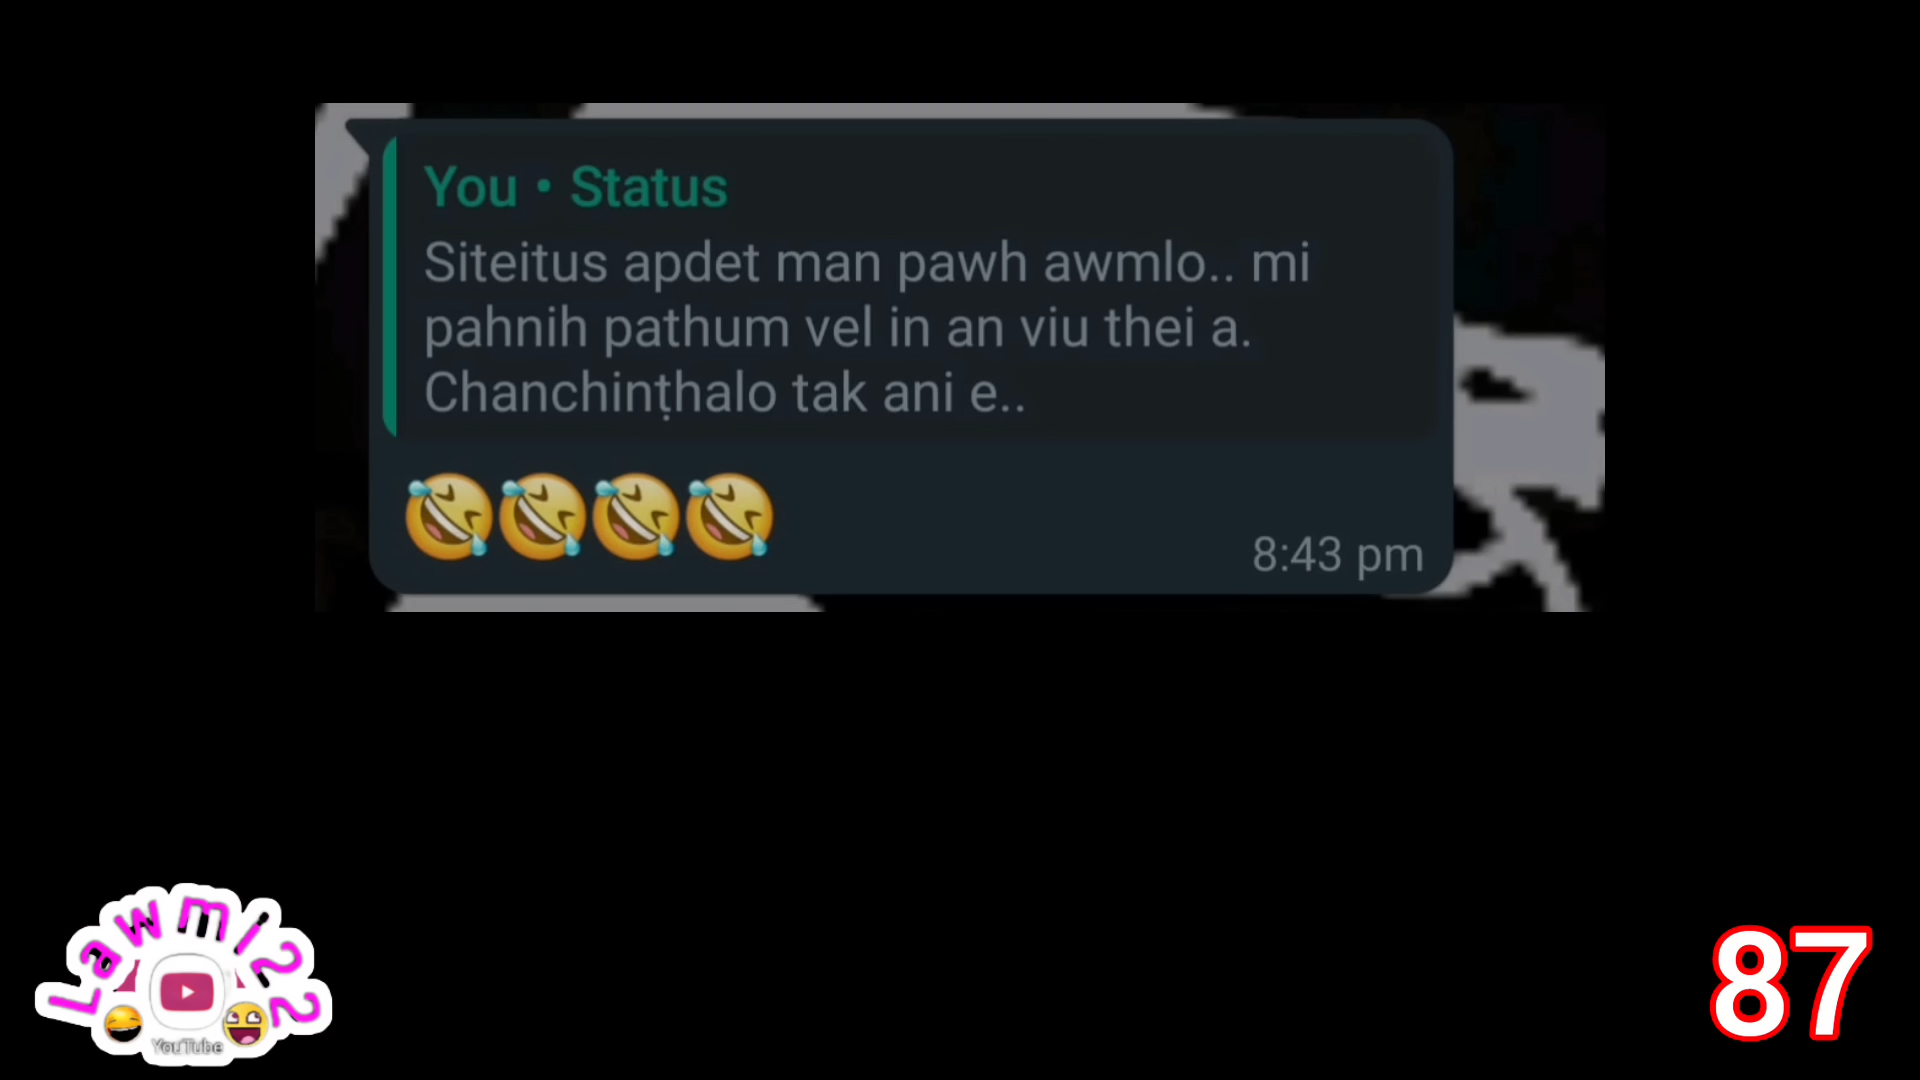 You • Status
Siteitus apdet man pawh awmlo.. mi
pahnih pathum vel in an viu thei a.
Chanchinṭhalo tak ani e..
🤣🤣🤣🤣
8:43 pm
Lawmi22
YouTube
87